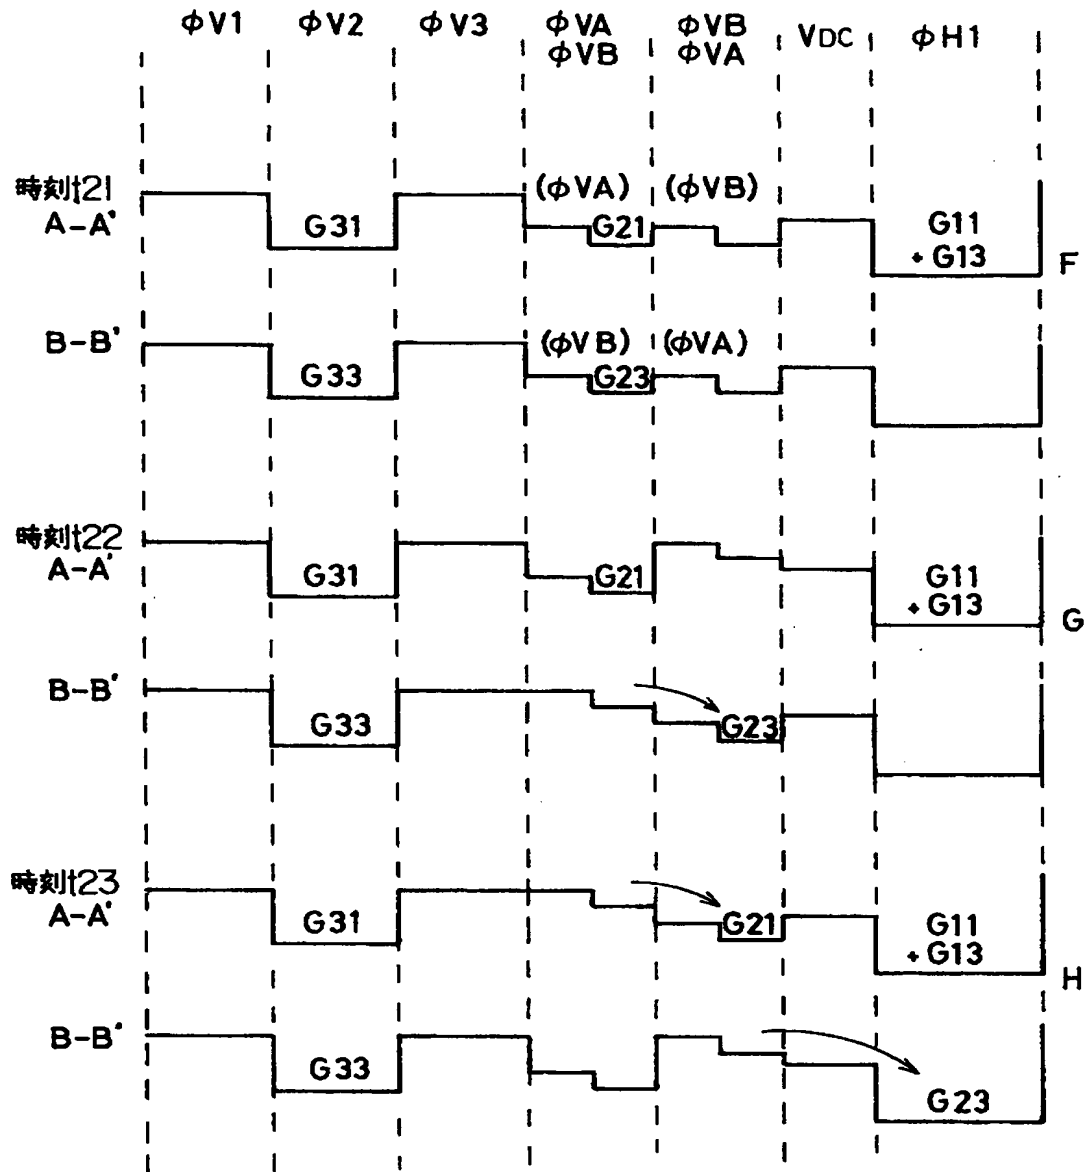 φV1 φV2 φV3 φVA φVB VDC φH1
φVB φVA
時刻t21 (φVA) (φVB)
A-A' G31 G21 G11
+G13 F
B-B' (φVB) (φVA)
G33 G23
時刻t22
A-A' G31 G21 G11
+G13 G
B-B'
G33 G23
時刻t23
A-A' G31 G21 G11
+G13 H
B-B'
G33 G23